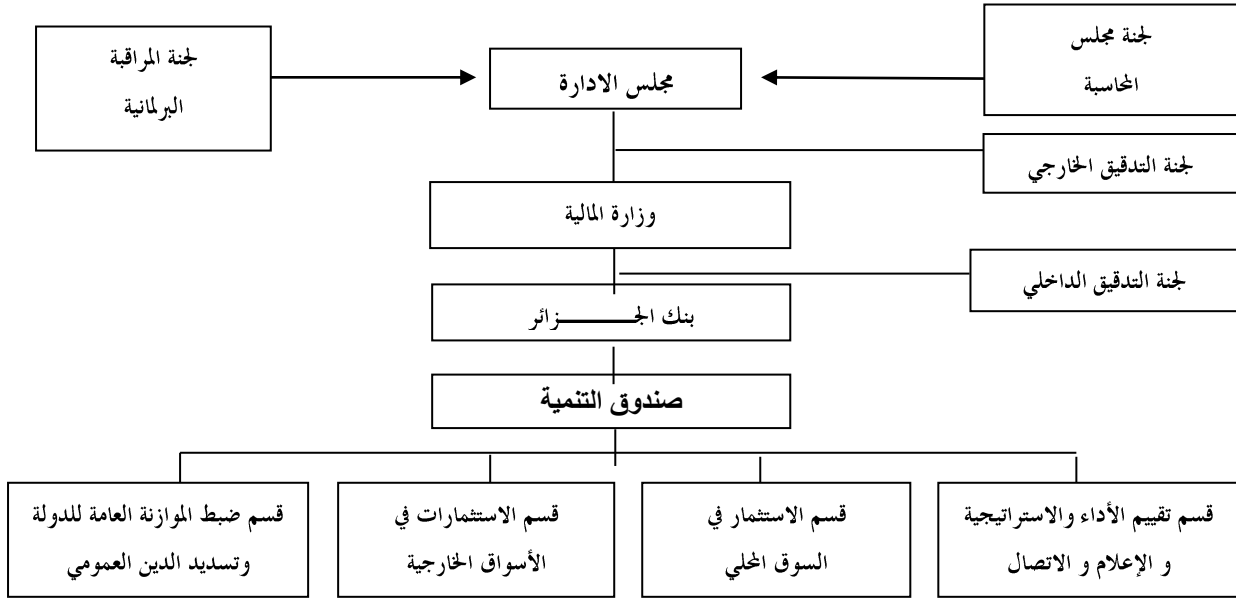 لجنة مجلس
المحاسبة
مجلس الادارة
لجنة المراقبة
البرلمانية
لجنة التدقيق الخارجي
وزارة المالية
لجنة التدقيق الداخلي
بنك الجـــــــزائر
صندوق التنمية
قسم تقييم الأداء والاستراتيجية
و الإعلام و الاتصال
قسم الاستثمار في
السوق المحلي
قسم الاستثمارات في
الأسواق الخارجية
قسم ضبط الموازنة العامة للدولة
وتسديد الدين العمومي